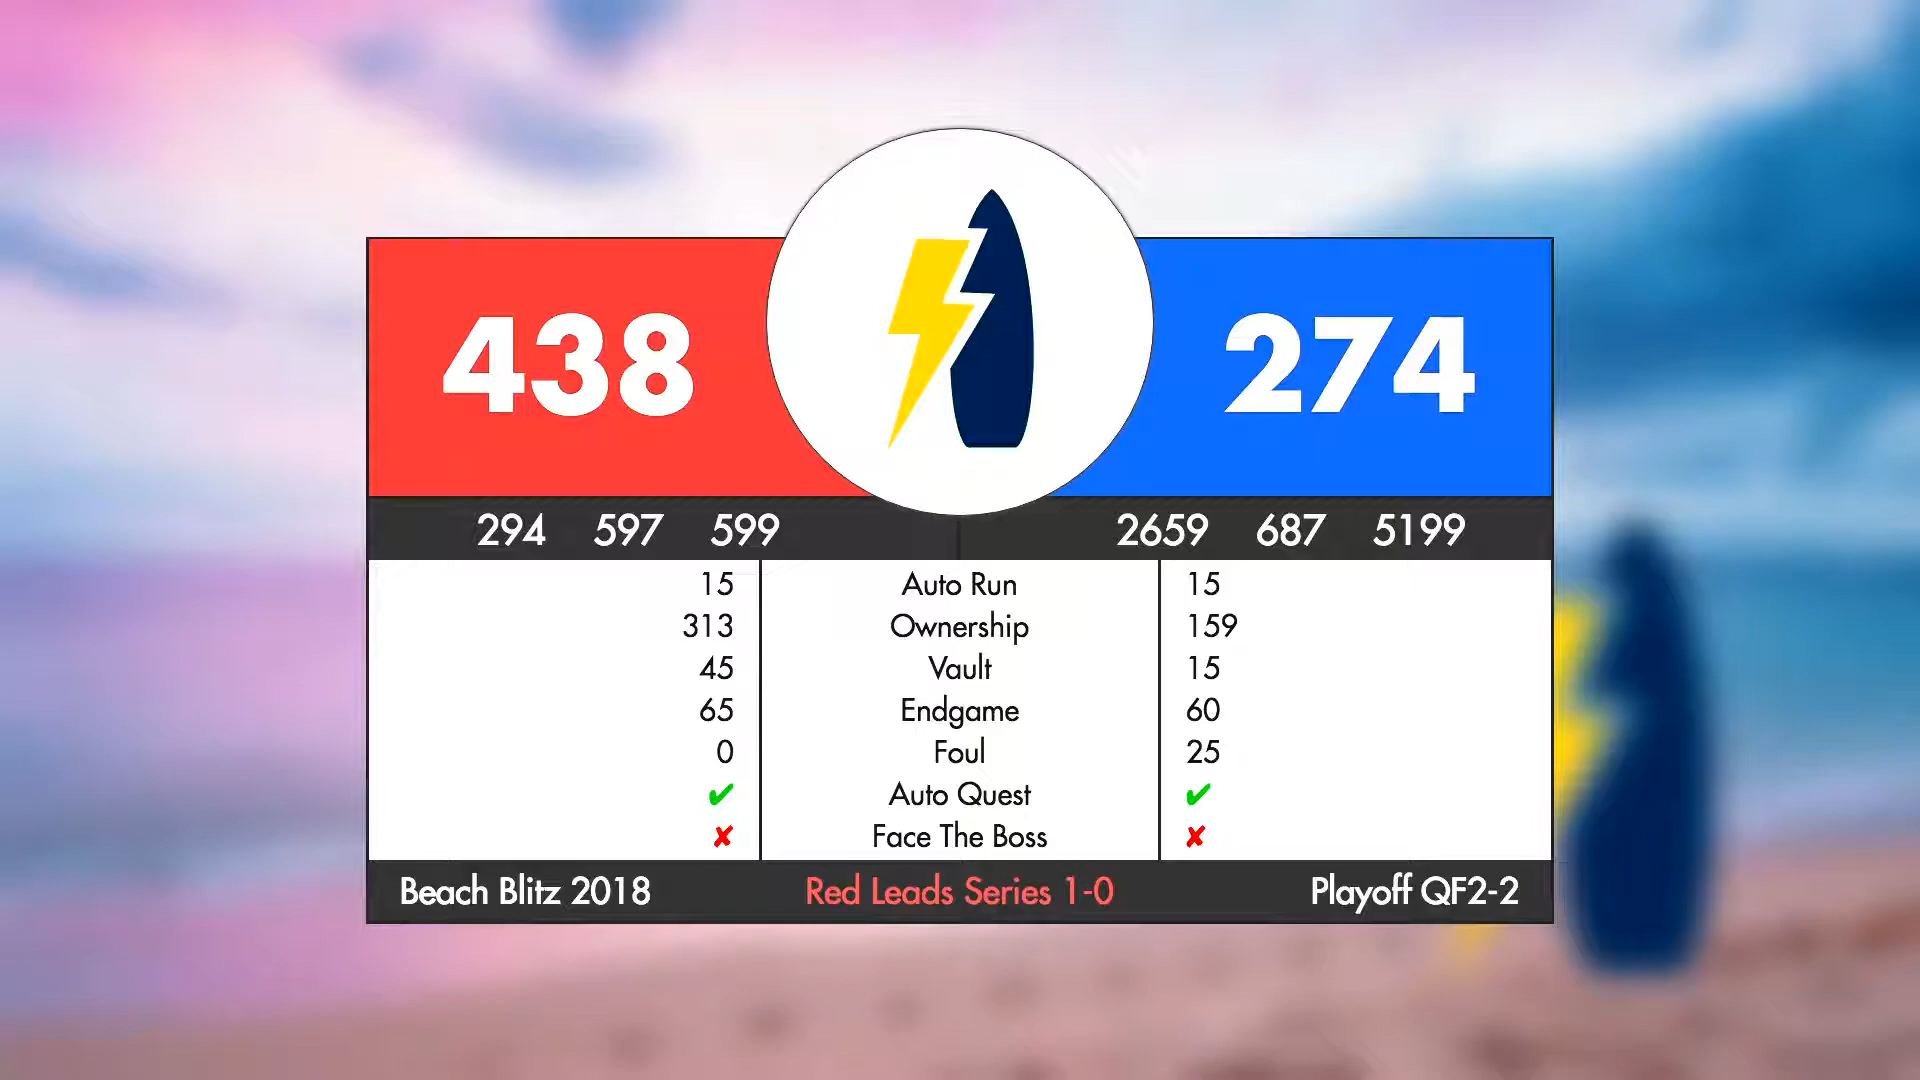 438 274
294 597 599 2659 687 5199
15 Auto Run 15
313 Ownership 159
45 Vault 15
65 Endgame 60
0 Foul 25
✔ Auto Quest ✔
✘ Face The Boss ✘
Beach Blitz 2018 Red Leads Series 1-0 Playoff QF2-2